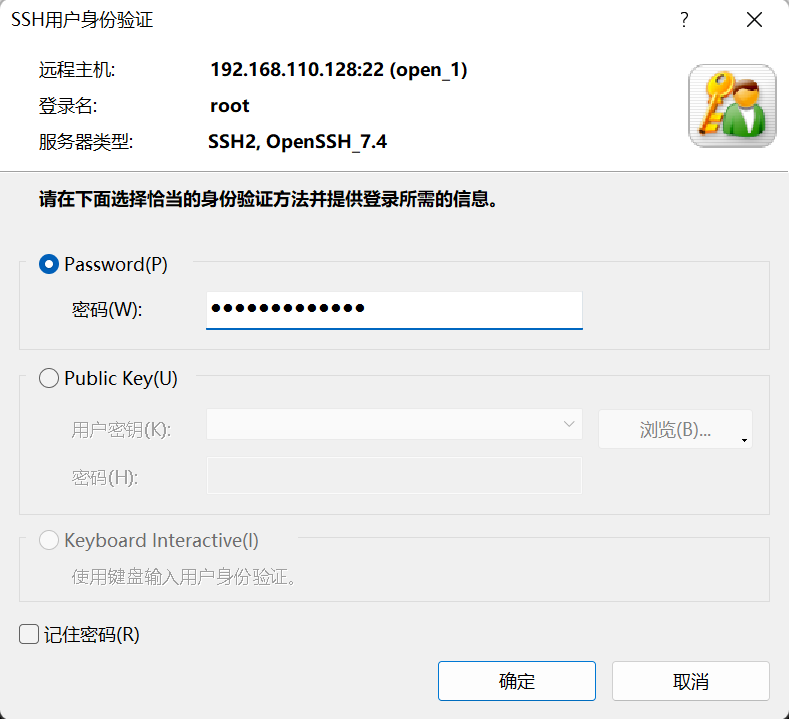 SSH用户身份验证
远程主机: 192.168.110.128:22 (open_1)
登录名: root
服务器类型: SSH2, OpenSSH_7.4
请在下面选择恰当的身份验证方法并提供登录所需的信息。
Password(P)
密码(W): ●●●●●●●●●●●●●
Public Key(U)
用户密钥(K): 浏览(B)...
密码(H):
Keyboard Interactive(I)
使用键盘输入用户身份验证。
记住密码(R)
确定 取消